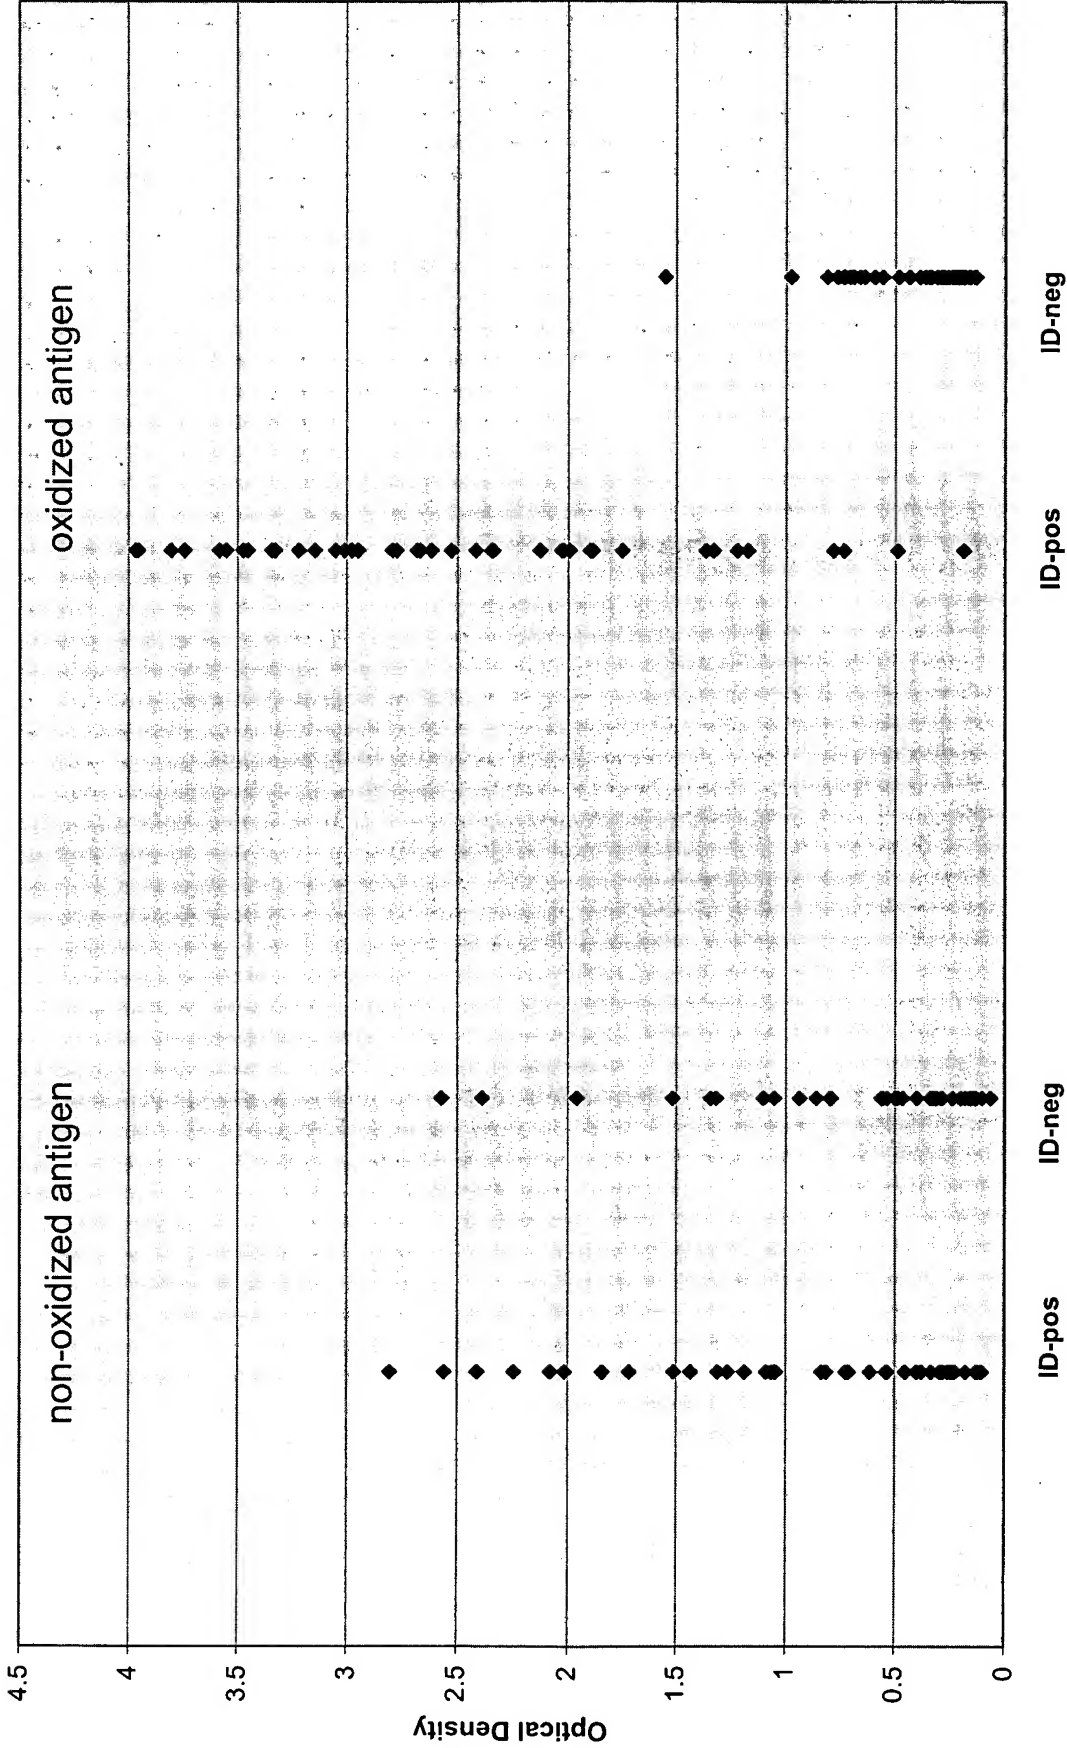 non-oxidized antigen
oxidized antigen
4.5
4
3.5
3
2.5
2
1.5
1
0.5
0
Optical Density
ID-pos
ID-neg
ID-pos
ID-neg